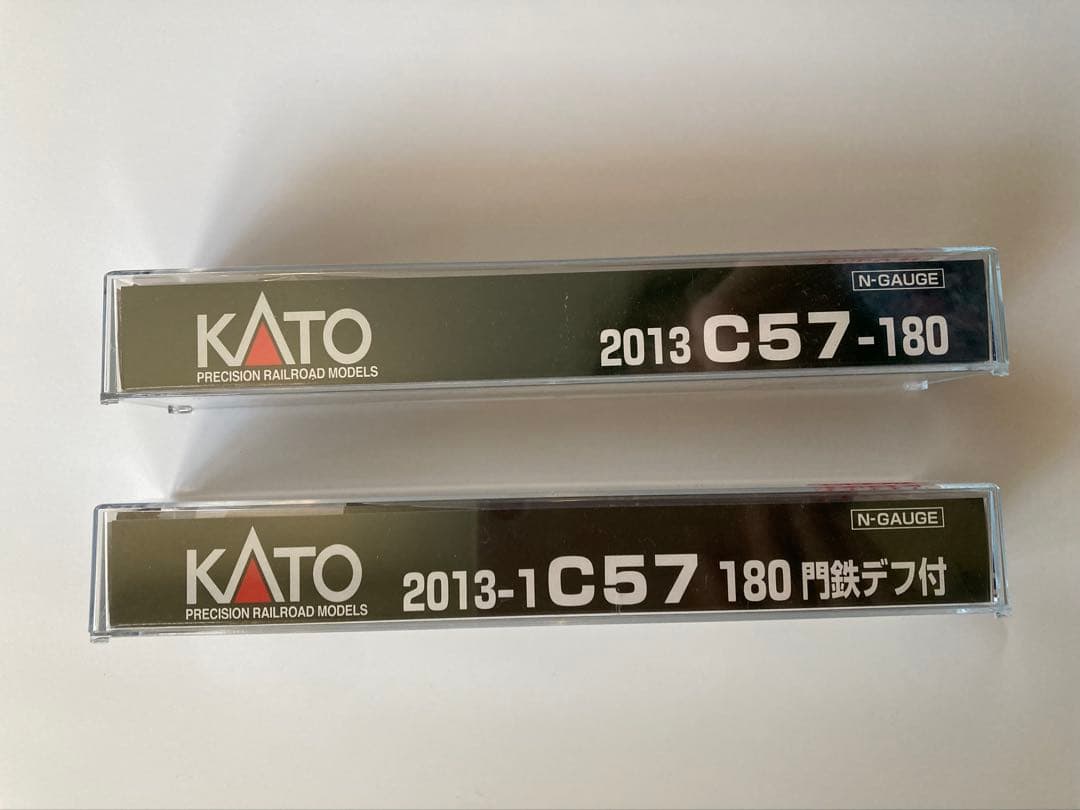 N-GAUGE
KATO
2013 C57-180
PRECISION RAILROAD MODELS
N-GAUGE
KATO
2013-1 C57 180 門鉄デフ付
PRECISION RAILROAD MODELS